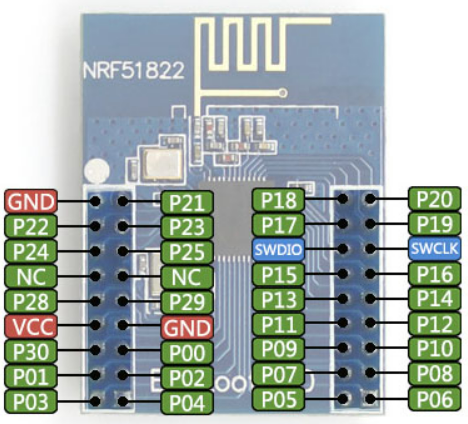 NRF51822
GND P21 P18 P20
P22 P23 P17 P19
P24 P25 SWDIO SWCLK
NC NC P15 P16
P28 P29 P13 P14
VCC GND P11 P12
P30 P00 P09 P10
P01 P02 P07 P08
P03 P04 P05 P06